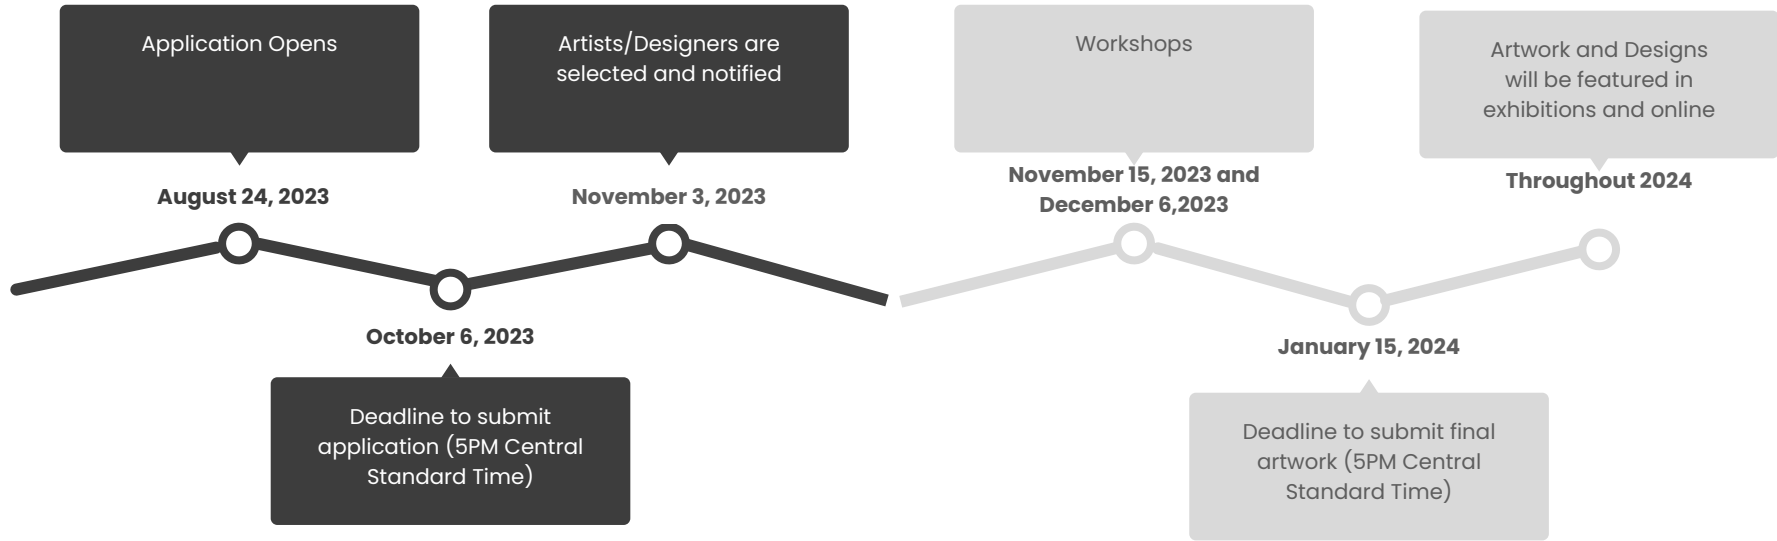 Application Opens
August 24, 2023
October 6, 2023
Deadline to submit
application (5PM Central
Standard Time)
Artists/Designers are
selected and notified
November 3, 2023
Workshops
November 15, 2023 and
December 6,2023
January 15, 2024
Deadline to submit final
artwork (5PM Central
Standard Time)
Artwork and Designs
will be featured in
exhibitions and online
Throughout 2024